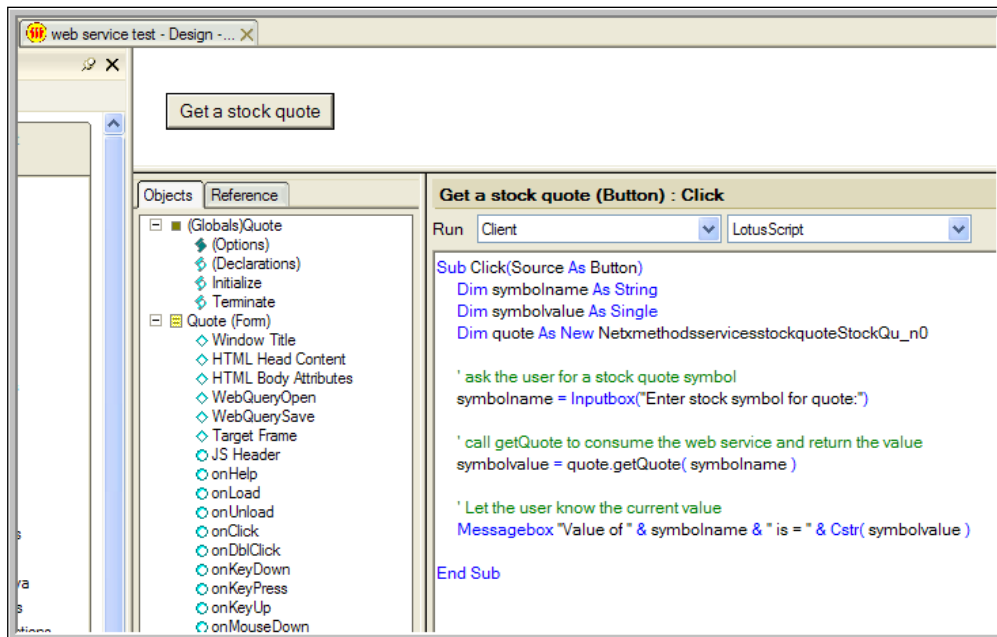 web service test - Design -...
Get a stock quote
Objects
Reference
(Globals)Quote
(Options)
(Declarations)
Initialize
Terminate
Quote (Form)
Window Title
HTML Head Content
HTML Body Attributes
WebQueryOpen
WebQuerySave
Target Frame
JS Header
onHelp
onLoad
onUnload
onClick
onDblClick
onKeyDown
onKeyPress
onKeyUp
onMouseDown
Get a stock quote (Button) : Click
Run Client LotusScript
Sub Click(Source As Button)
Dim symbolname As String
Dim symbolvalue As Single
Dim quote As New NetxmethodsservicesstockquoteStockQu_n0
' ask the user for a stock quote symbol
symbolname = Inputbox("Enter stock symbol for quote:")
' call getQuote to consume the web service and return the value
symbolvalue = quote.getQuote( symbolname )
' Let the user know the current value
Messagebox "Value of " & symbolname & " is = " & Cstr( symbolvalue )
End Sub